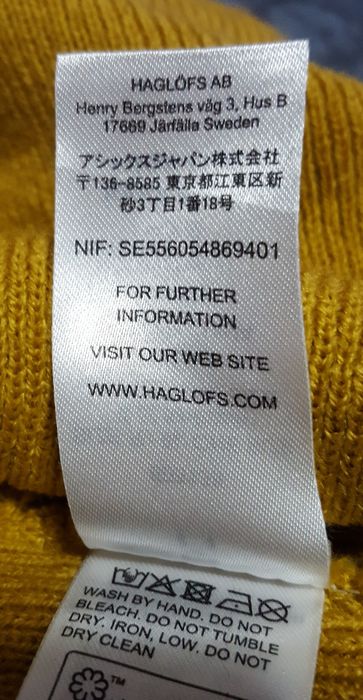 HAGLÖFS AB
Henry Bergstens väg 3, Hus B
17669 Järfälla Sweden
アシックスジャパン株式会社
〒136-8585 東京都江東区新
砂3丁目1番18号
NIF: SE556054869401
FOR FURTHER
INFORMATION
VISIT OUR WEB SITE
WWW.HAGLOFS.COM
WASH BY HAND. DO NOT
BLEACH. DO NOT TUMBLE
DRY. IRON, LOW. DO NOT
DRY CLEAN
TM